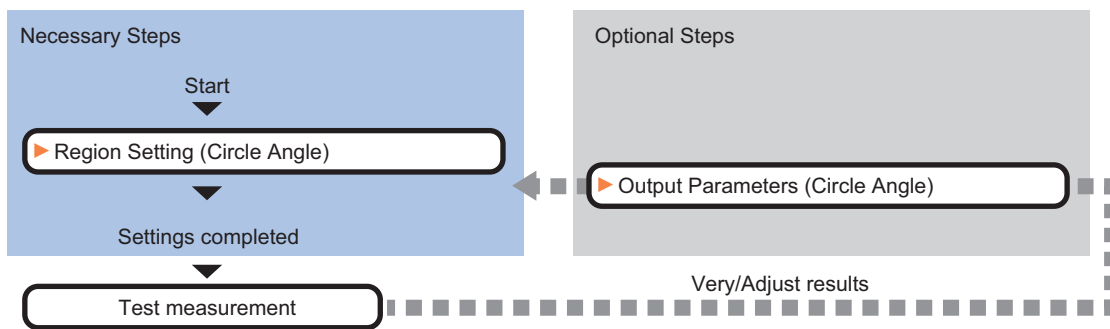 Necessary Steps
Start
Region Setting (Circle Angle)
Settings completed
Test measurement
Optional Steps
Output Parameters (Circle Angle)
Very/Adjust results